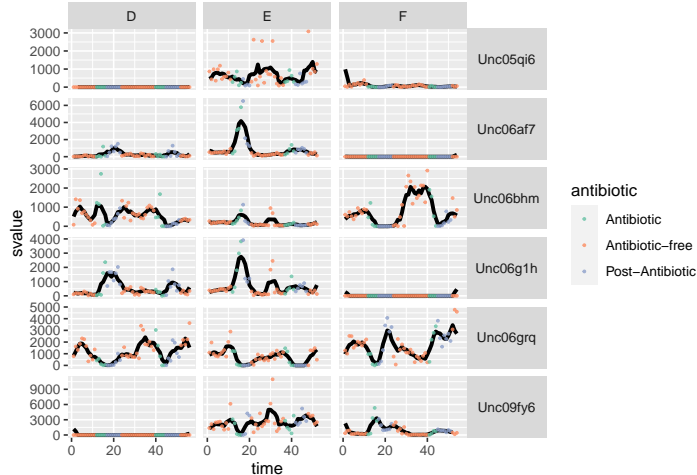 D E F
3000
2000
1000
0
Unc05qi6
6000
4000
2000
0
Unc06af7
3000
2000
1000
0
Unc06bhm
4000
3000
2000
1000
0
Unc06g1h
5000
4000
3000
2000
1000
0
Unc06grq
9000
6000
3000
0
Unc09fy6
0 20 40 0 20 40 0 20 40
time
svalue
antibiotic
Antibiotic
Antibiotic−free
Post−Antibiotic